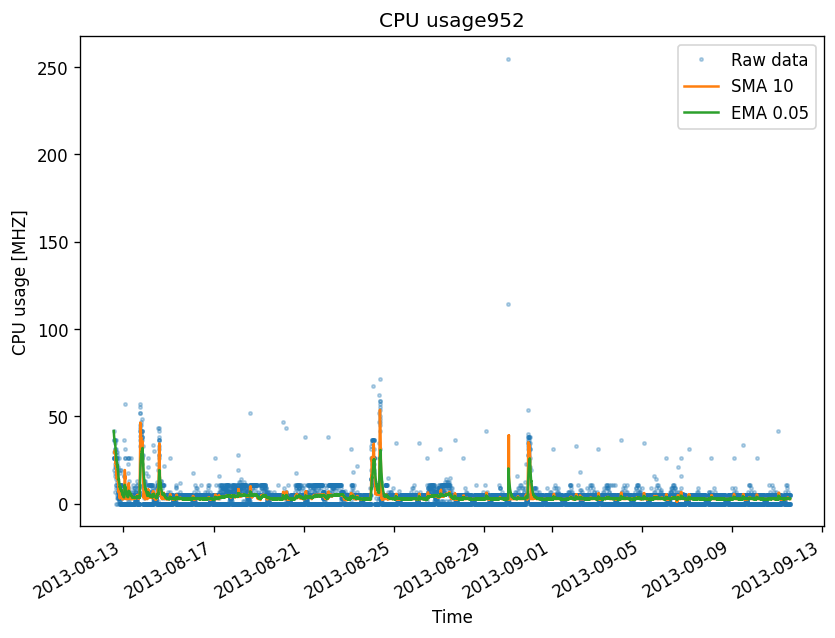 CPU usage952
Raw data
SMA 10
EMA 0.05
CPU usage [MHZ]
250
200
150
100
50
0
2013-08-13
2013-08-17
2013-08-21
2013-08-25
2013-08-29
2013-09-01
2013-09-05
2013-09-09
2013-09-13
Time